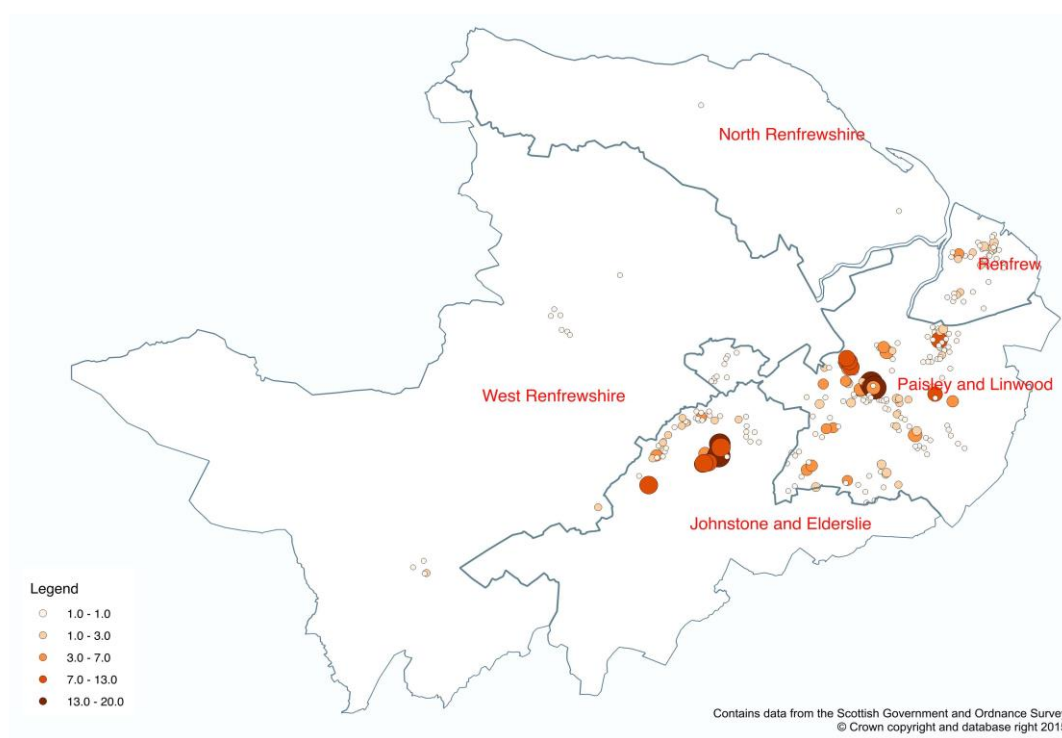 North Renfrewshire
Renfrew
Paisley and Linwood
West Renfrewshire
Johnstone and Elderslie
Legend
1.0 - 1.0
1.0 - 3.0
3.0 - 7.0
7.0 - 13.0
13.0 - 20.0
Contains data from the Scottish Government and Ordnance Survey
© Crown copyright and database right 2015